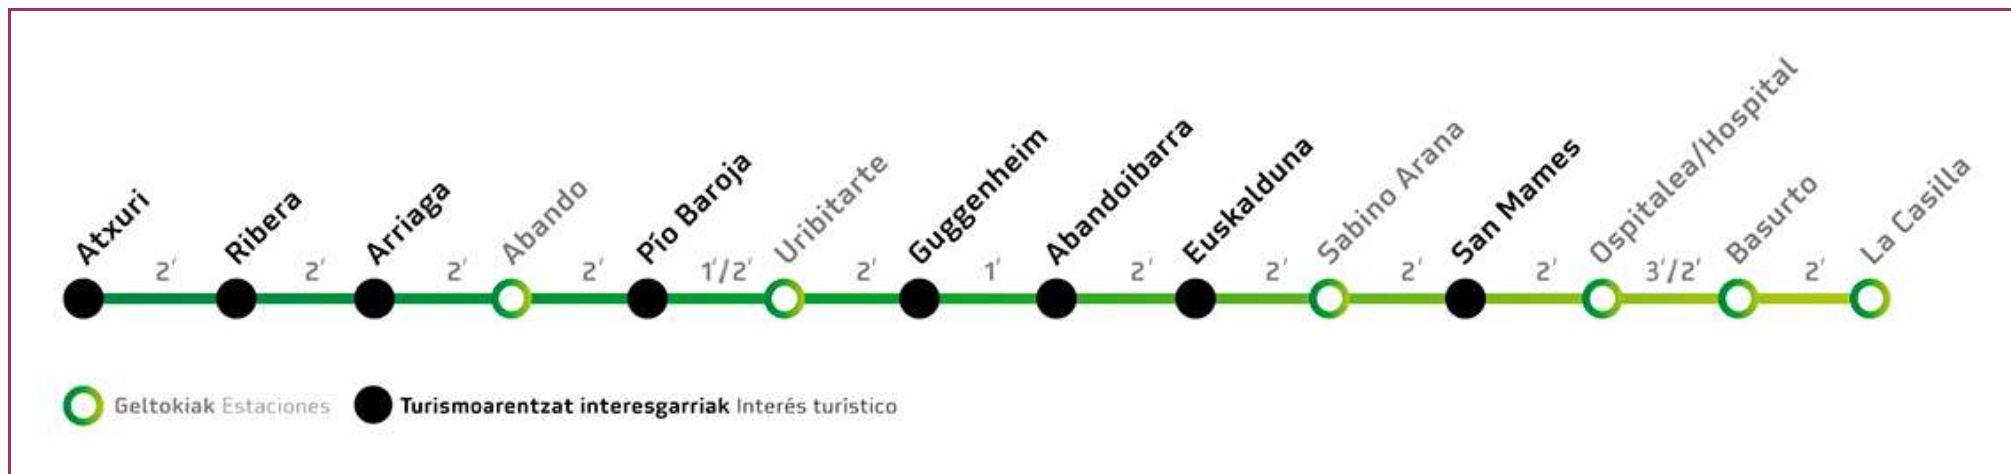 Atxuri
2′
Ribera
2′
Arriaga
2′
Abando
2′
Pío Baroja
1′/2′
Uribitarte
2′
Guggenheim
1′
Abandoibarra
2′
Euskalduna
2′
Sabino Arana
2′
San Mames
2′
Ospitalea/Hospital
3′/2′
Basurto
2′
La Casilla
Geltokiak Estaciones
Turismoarentzat interesgarriak Interés turístico